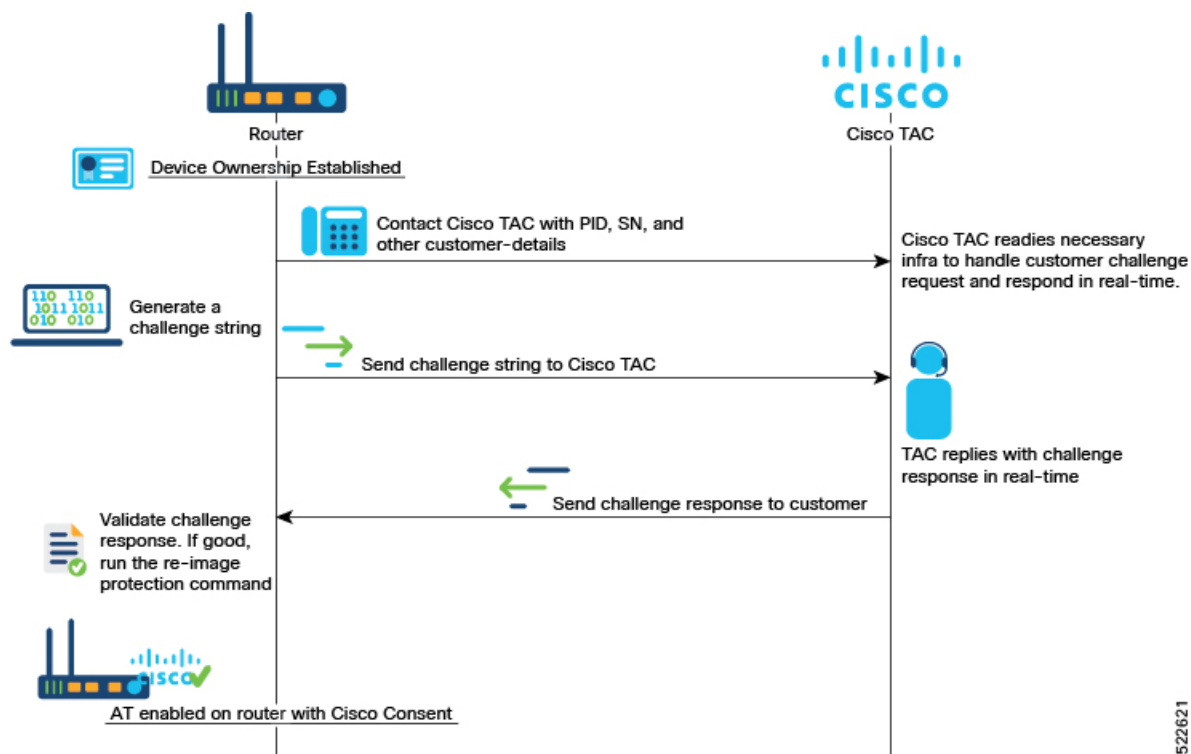 CISCO
Router
Cisco TAC
Device Ownership Established
Contact Cisco TAC with PID, SN, and
other customer-details
Cisco TAC readies necessary
infra to handle customer challenge
request and respond in real-time.
110 110
1011 1011
010 010
Generate a
challenge string
Send challenge string to Cisco TAC
TAC replies with challenge
response in real-time
Send challenge response to customer
Validate challenge
response. If good,
run the re-image
protection command
CISCO
AT enabled on router with Cisco Consent
522621